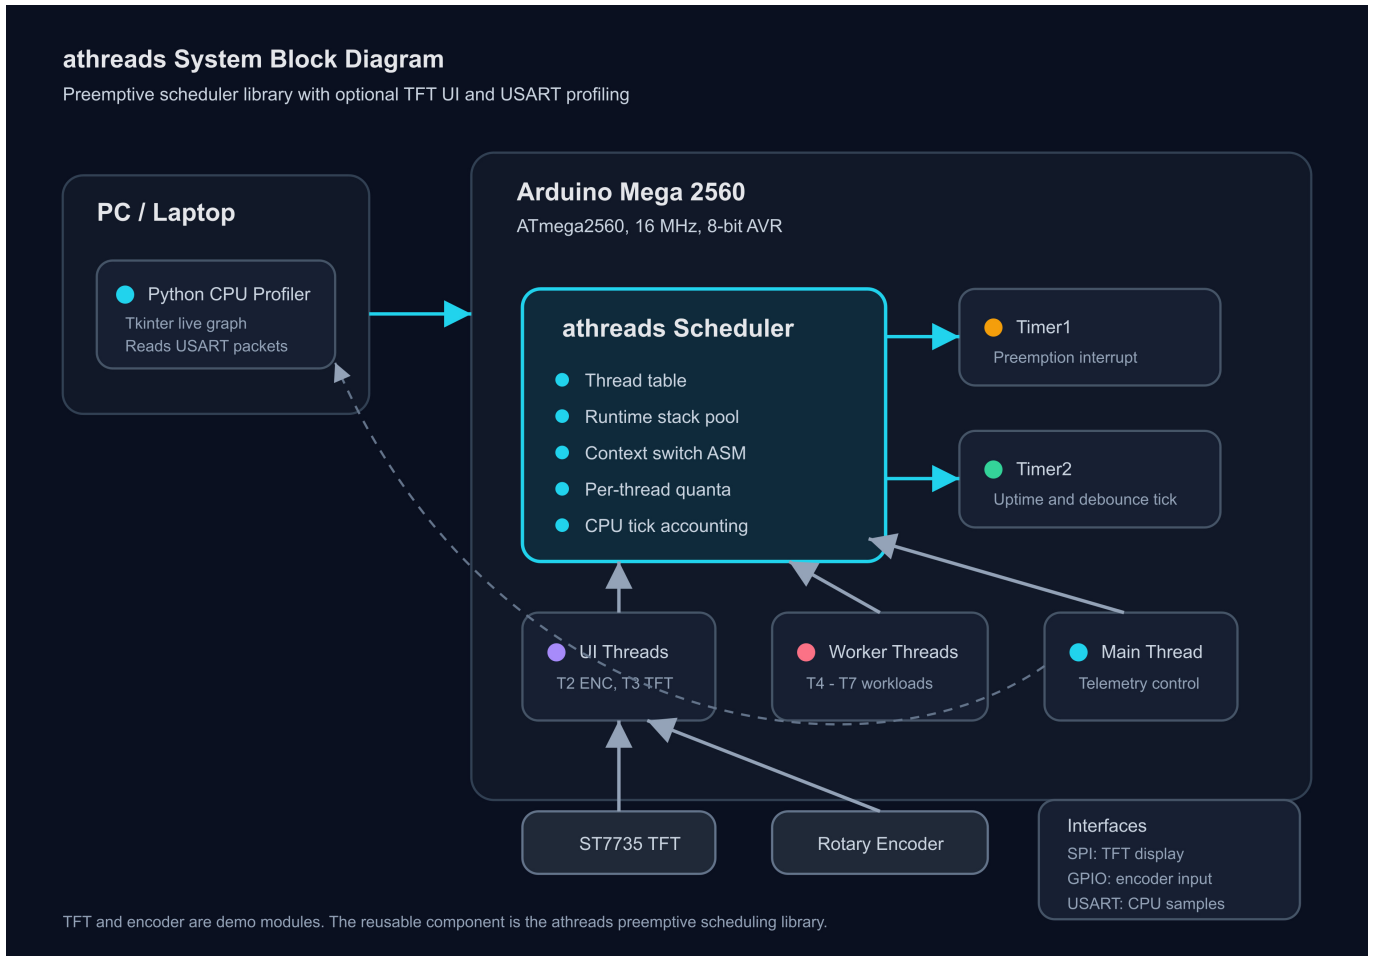 athreads System Block Diagram
Preemptive scheduler library with optional TFT UI and USART profiling
PC / Laptop
Python CPU Profiler
Tkinter live graph
Reads USART packets
Arduino Mega 2560
ATmega2560, 16 MHz, 8-bit AVR
athreads Scheduler
Thread table
Runtime stack pool
Context switch ASM
Per-thread quanta
CPU tick accounting
Timer1
Preemption interrupt
Timer2
Uptime and debounce tick
UI Threads
T2 ENC, T3 TFT
Worker Threads
T4 - T7 workloads
Main Thread
Telemetry control
ST7735 TFT
Rotary Encoder
Interfaces
SPI: TFT display
GPIO: encoder input
USART: CPU samples
TFT and encoder are demo modules. The reusable component is the athreads preemptive scheduling library.